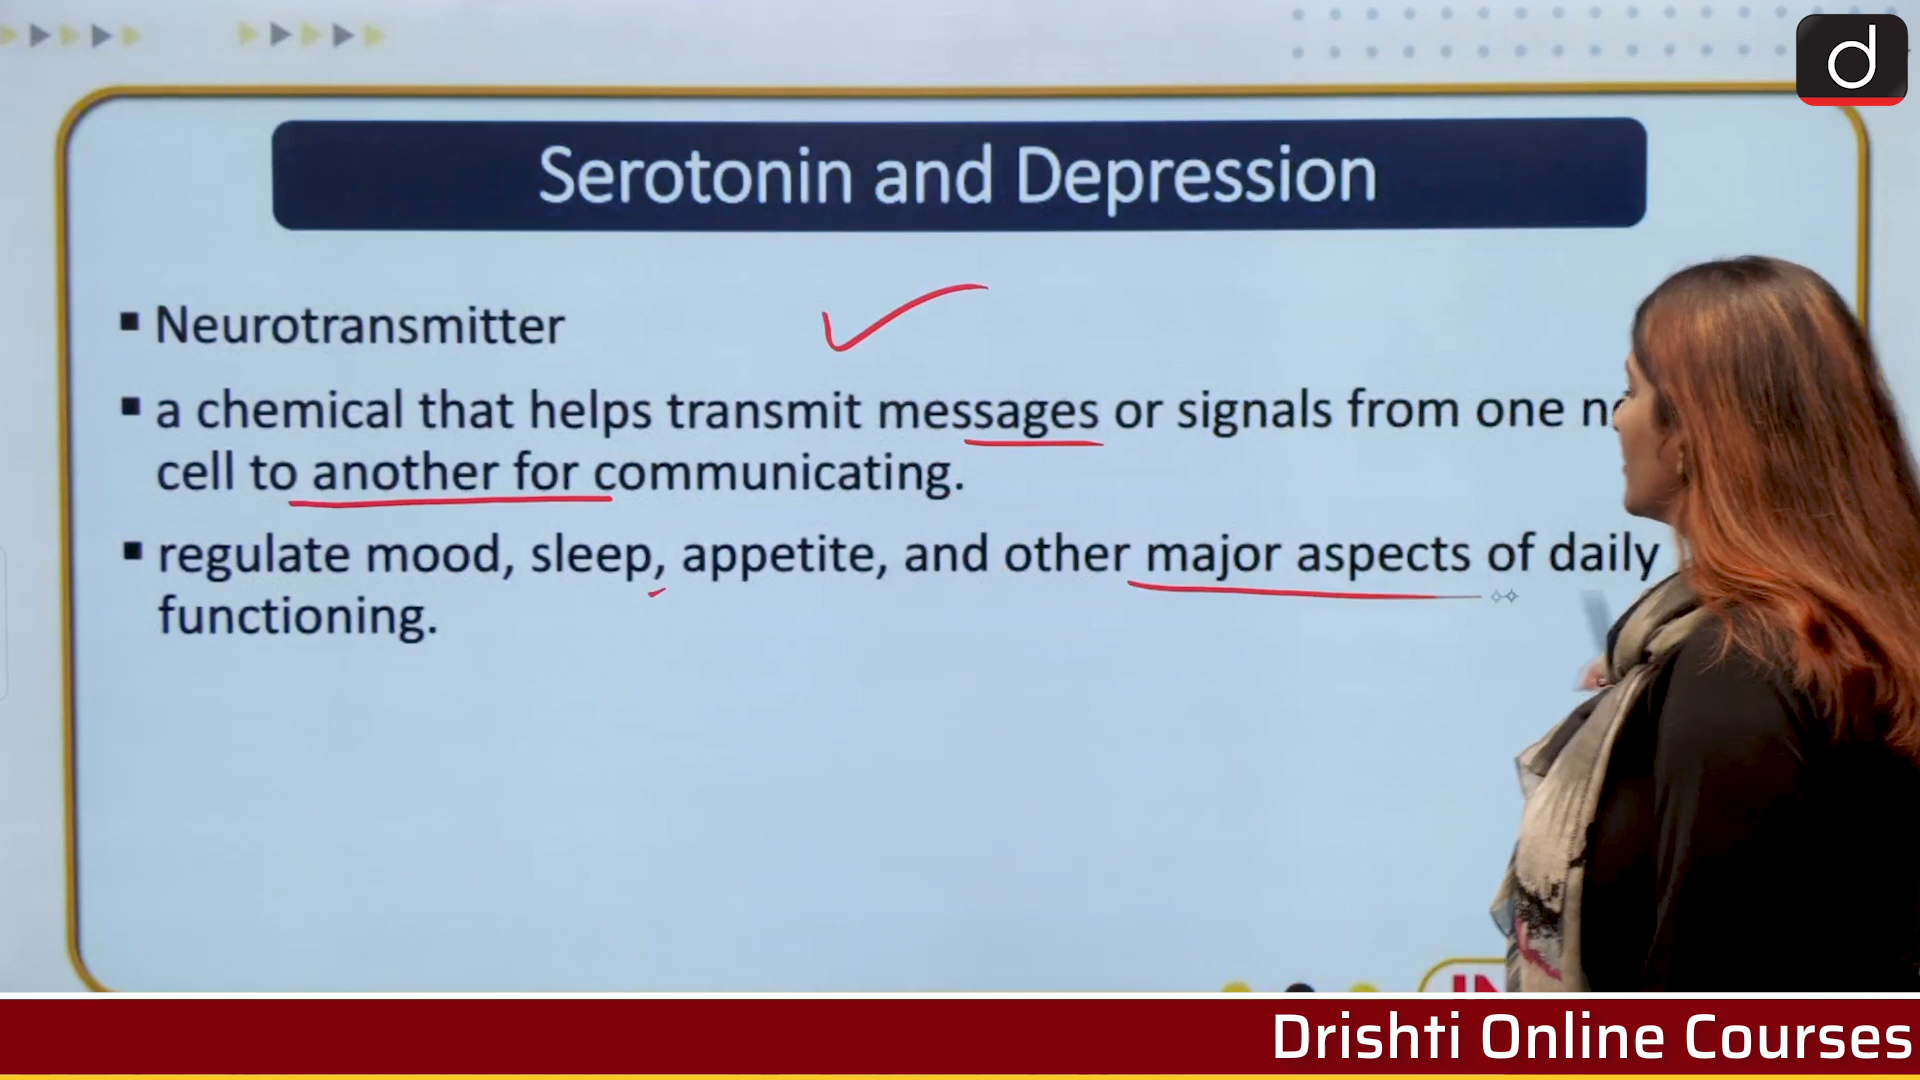 d
Serotonin and Depression
▪ Neurotransmitter
▪ a chemical that helps transmit messages or signals from one
cell to another for communicating.
▪ regulate mood, sleep, appetite, and other major aspects of daily
functioning.
Drishti Online Courses